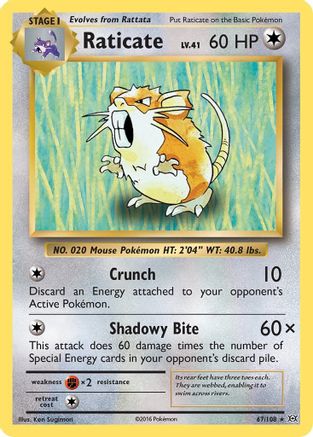 STAGE 1 Evolves from Rattata Put Raticate on the Basic Pokémon
Raticate LV.41 60 HP
NO. 020 Mouse Pokémon HT: 2'04" WT: 40.8 lbs.
Crunch 10
Discard an Energy attached to your opponent's
Active Pokémon.
Shadowy Bite 60×
This attack does 60 damage times the number of
Special Energy cards in your opponent's discard pile.
weakness ×2 resistance
retreat
cost
Its rear feet have three toes each.
They are webbed, enabling it to
swim across rivers.
Illus. Ken Sugimori ©2016 Pokémon 67/108 ★